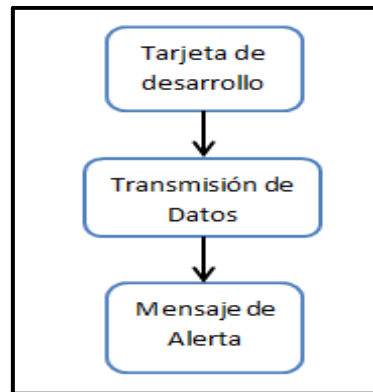 Tarjeta de
desarrollo
Transmisión de
Datos
Mensaje de
Alerta